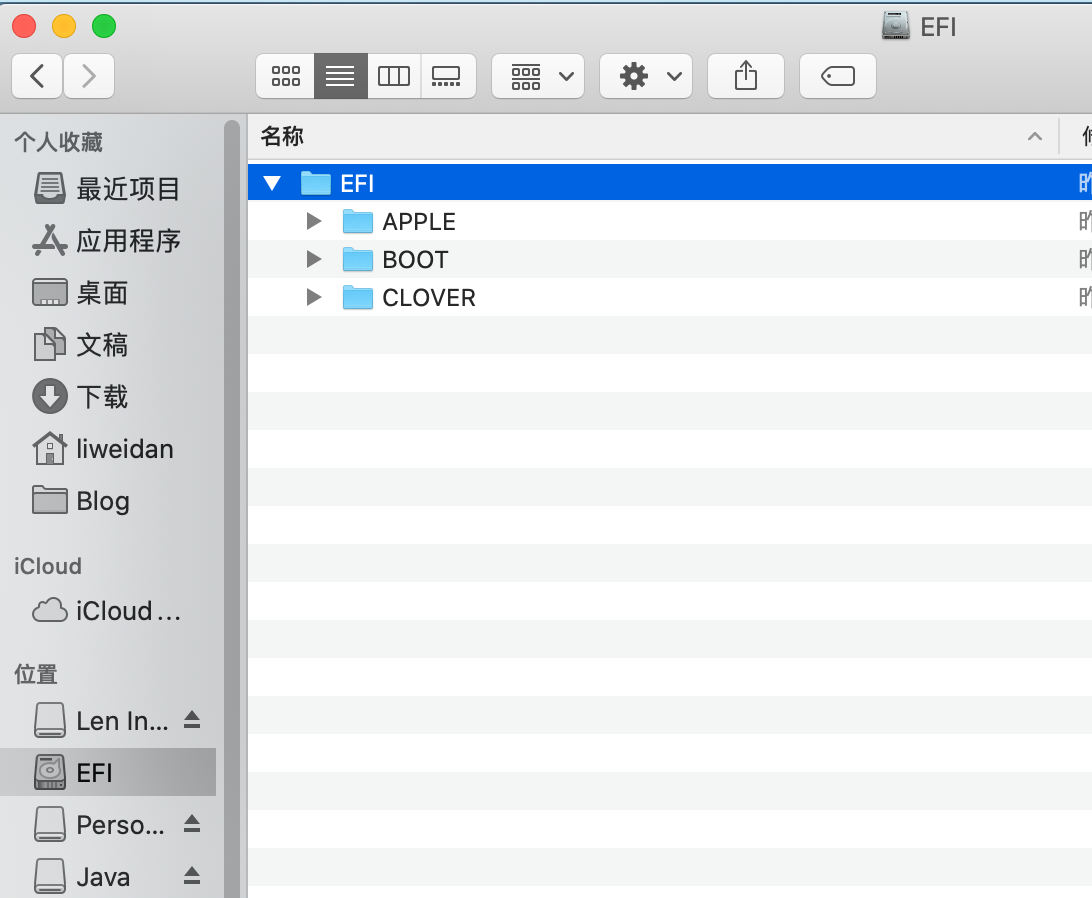 EFI
个人收藏
最近项目
应用程序
桌面
文稿
下载
liweidan
Blog
iCloud
iCloud...
位置
Len In...
EFI
Perso...
Java
名称
EFI
APPLE
BOOT
CLOVER